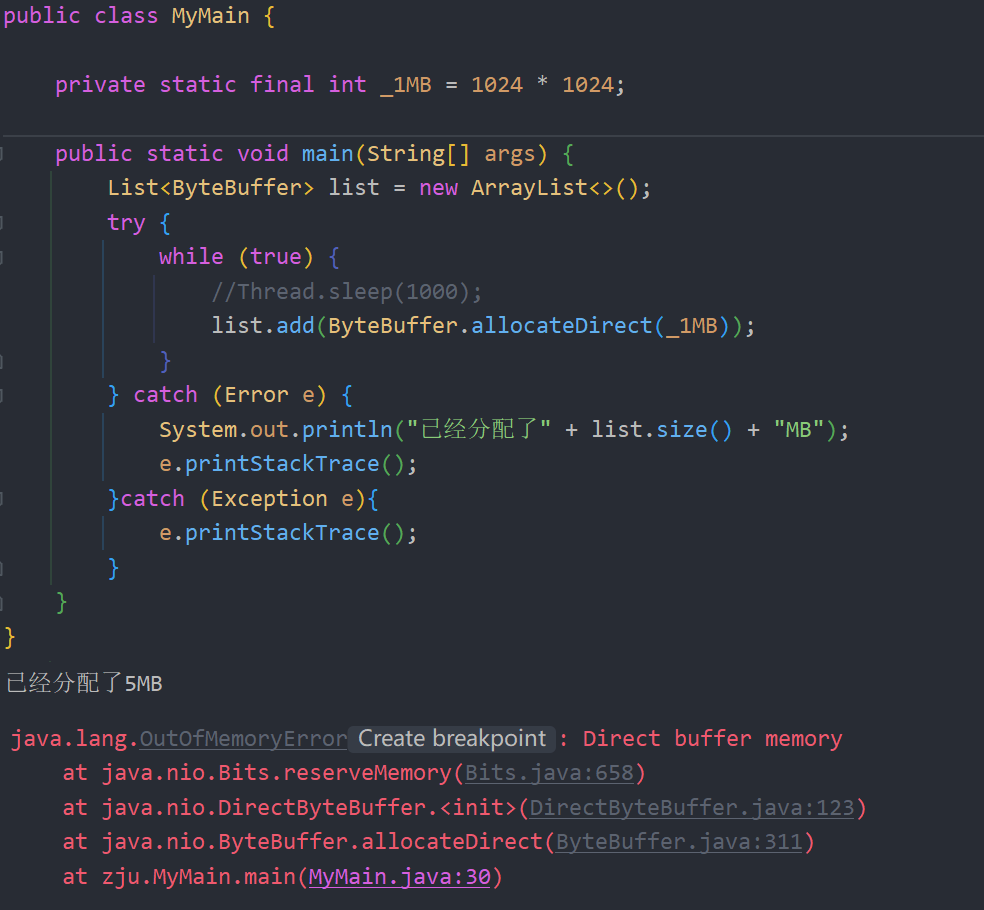 public class MyMain {
    private static final int _1MB = 1024 * 1024;
    public static void main(String[] args) {
        List<ByteBuffer> list = new ArrayList<>();
        try {
            while (true) {
                //Thread.sleep(1000);
                list.add(ByteBuffer.allocateDirect(_1MB));
            }
        } catch (Error e) {
            System.out.println("已经分配了" + list.size() + "MB");
            e.printStackTrace();
        }catch (Exception e){
            e.printStackTrace();
        }
    }
}
已经分配了5MB
java.lang.OutOfMemoryError Create breakpoint : Direct buffer memory
    at java.nio.Bits.reserveMemory(Bits.java:658)
    at java.nio.DirectByteBuffer.<init>(DirectByteBuffer.java:123)
    at java.nio.ByteBuffer.allocateDirect(ByteBuffer.java:311)
    at zju.MyMain.main(MyMain.java:30)